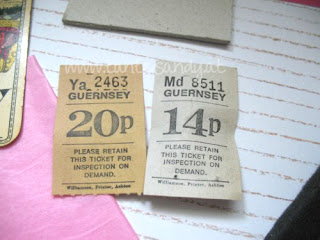 Ya 2463
GUERNSEY
20p
PLEASE RETAIN
THIS TICKET FOR
INSPECTION ON
DEMAND.
Williamson, Printer, Ashton
Md 8511
GUERNSEY
14p
PLEASE RETAIN
THIS TICKET FOR
INSPECTION ON
DEMAND.
Williamson, Printer, Ashton